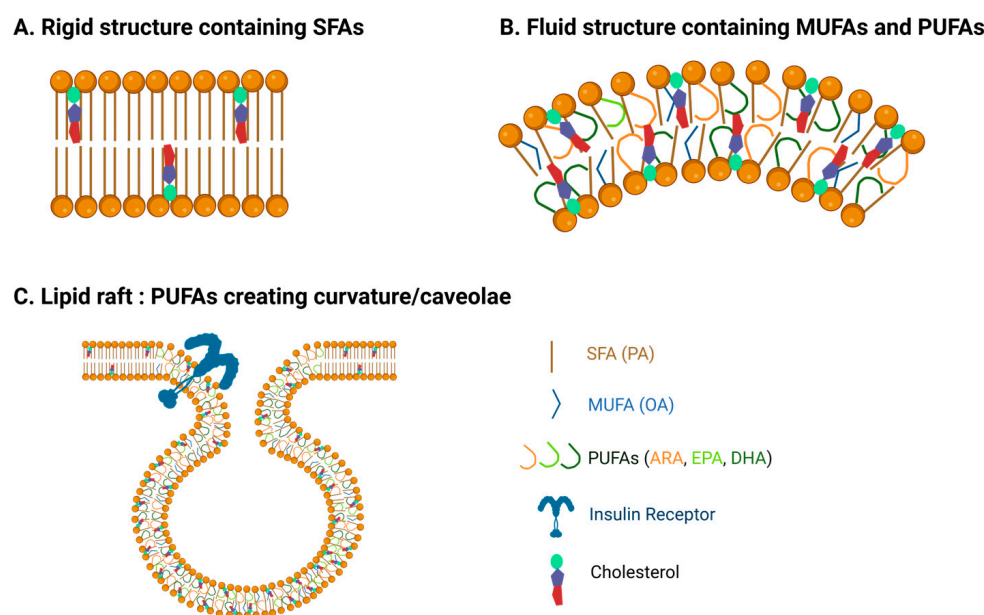 A. Rigid structure containing SFAs
B. Fluid structure containing MUFAs and PUFAs
C. Lipid raft : PUFAs creating curvature/caveolae
SFA (PA)
MUFA (OA)
PUFAs (ARA, EPA, DHA)
Insulin Receptor
Cholesterol